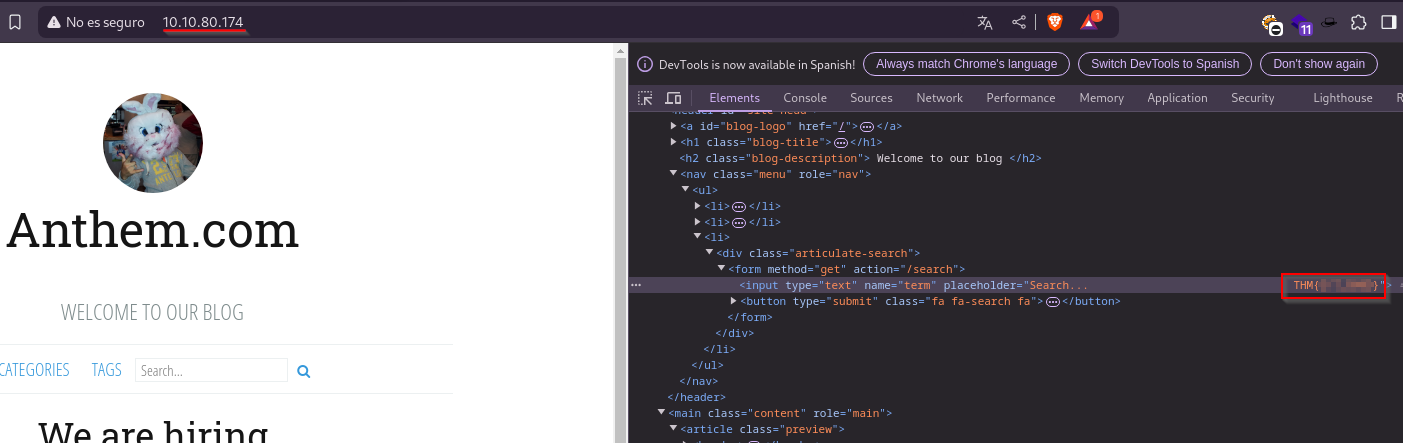 No es seguro 10.10.80.174
1
11
DevTools is now available in Spanish! Always match Chrome's language Switch DevTools to Spanish Don't show again
Elements Console Sources Network Performance Memory Application Security Lighthouse
<a id="blog-logo" href="/">…</a>
<h1 class="blog-title">…</h1>
<h2 class="blog-description"> Welcome to our blog </h2>
<nav class="menu" role="nav">
<ul>
<li>…</li>
<li>…</li>
<li>
<div class="articulate-search">
<form method="get" action="/search">
<input type="text" name="term" placeholder="Search... THM{ }">
<button type="submit" class="fa fa-search fa">…</button>
</form>
</div>
</li>
</ul>
</nav>
</header>
<main class="content" role="main">
<article class="preview">
Anthem.com
WELCOME TO OUR BLOG
CATEGORIES TAGS Search...
We are hiring